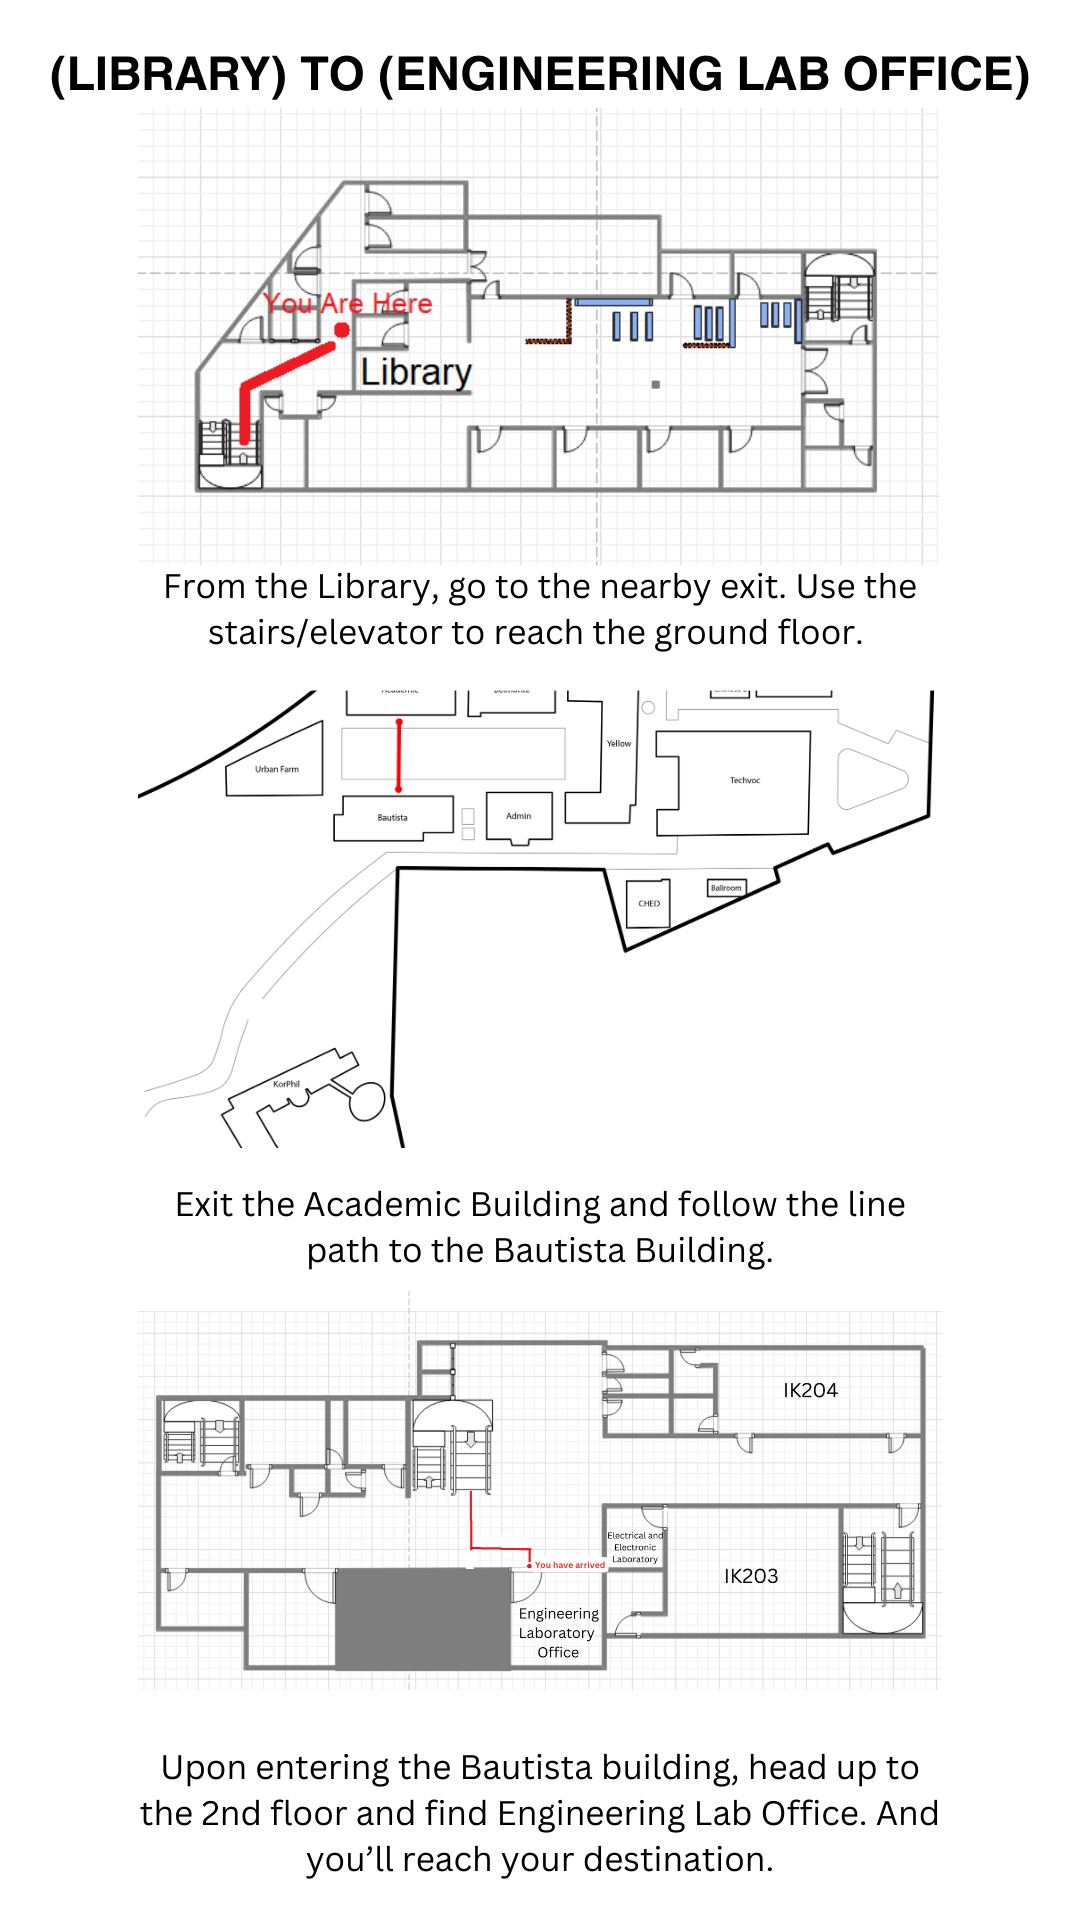 (LIBRARY) TO (ENGINEERING LAB OFFICE)
You Are Here
Library
From the Library, go to the nearby exit. Use the
stairs/elevator to reach the ground floor.
Academic
Belmonte
Yellow
Urban Farm
Techvoc
Bautista
Admin
CHED
Ballroom
KorPhil
Exit the Academic Building and follow the line
path to the Bautista Building.
IK204
Electrical and
Electronic
Laboratory
You have arrived
IK203
Engineering
Laboratory
Office
Upon entering the Bautista building, head up to
the 2nd floor and find Engineering Lab Office. And
you’ll reach your destination.